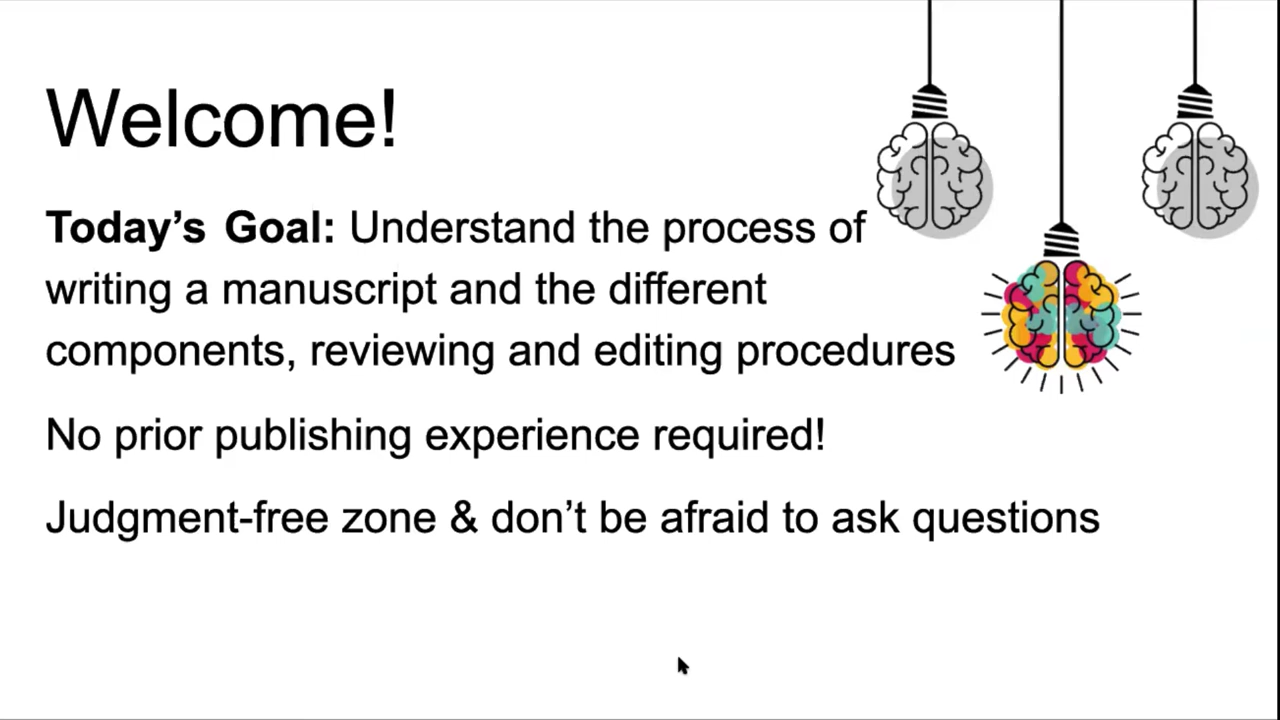 Welcome!
Today’s Goal: Understand the process of
writing a manuscript and the different
components, reviewing and editing procedures
No prior publishing experience required!
Judgment-free zone & don’t be afraid to ask questions